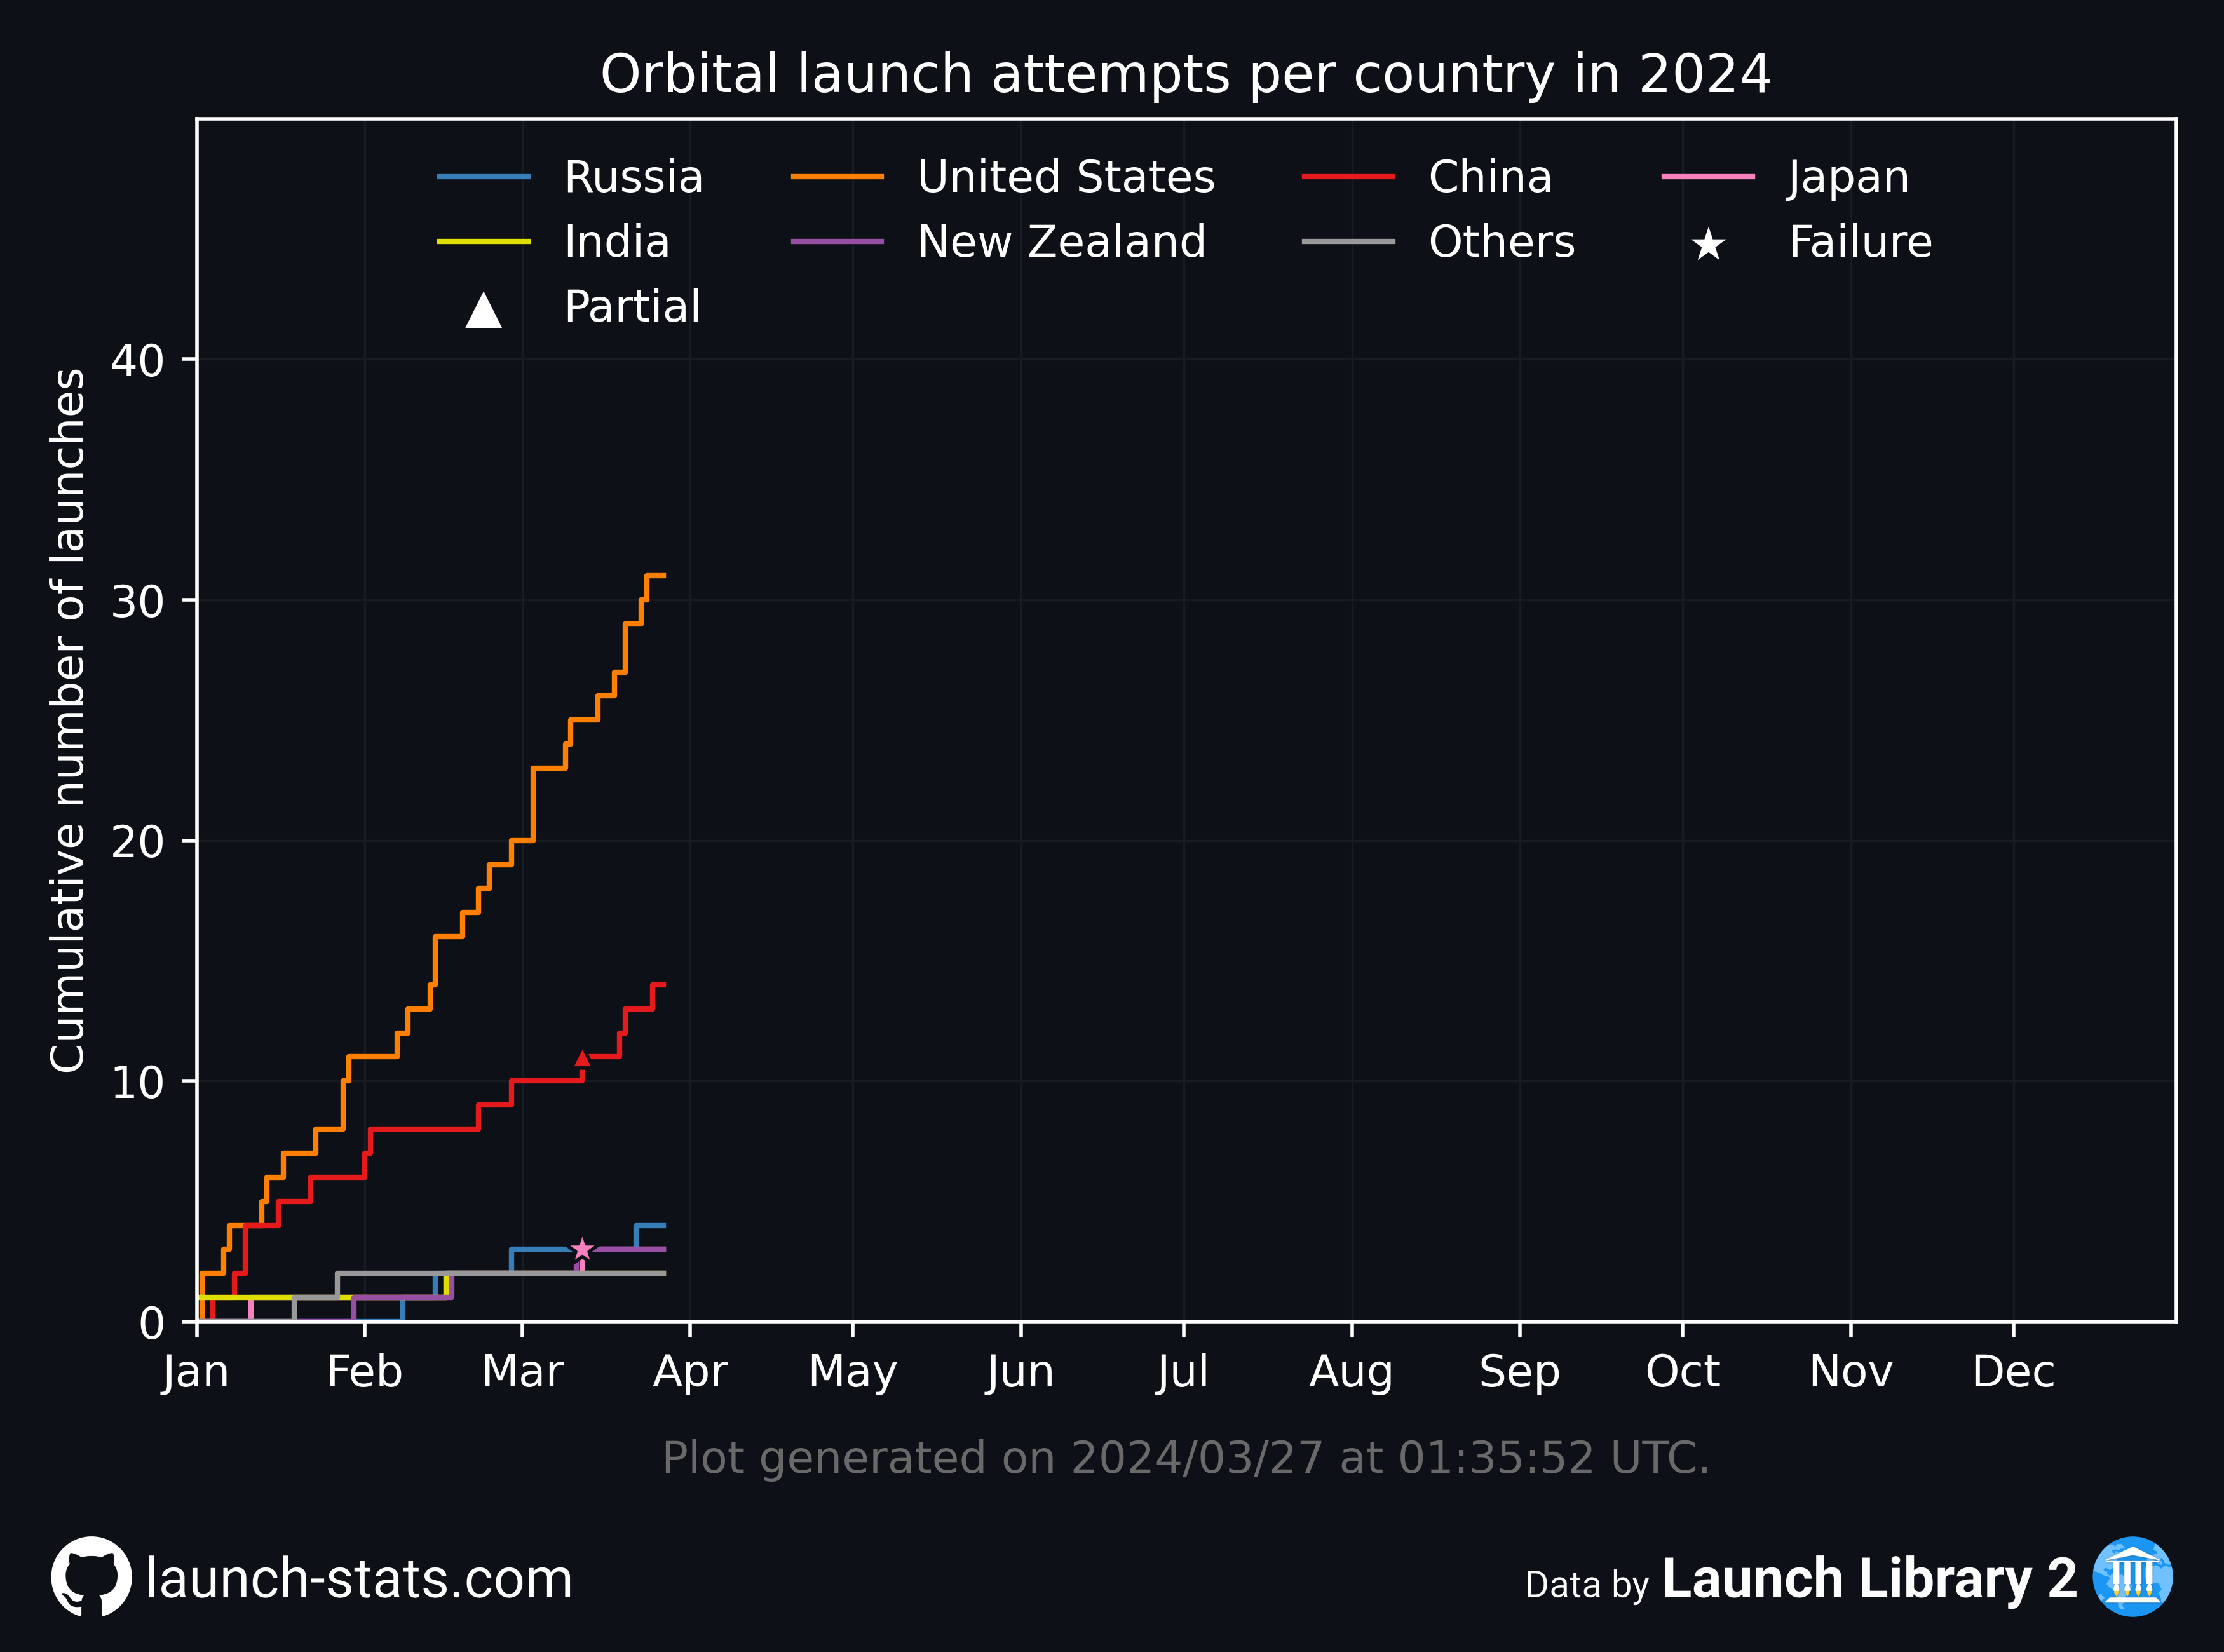 Orbital launch attempts per country in 2024
Russia United States China Japan
India New Zealand Others Failure
Partial
Cumulative number of launches
40
30
20
10
0
Jan Feb Mar Apr May Jun Jul Aug Sep Oct Nov Dec
Plot generated on 2024/03/27 at 01:35:52 UTC.
launch-stats.com
Data by Launch Library 2